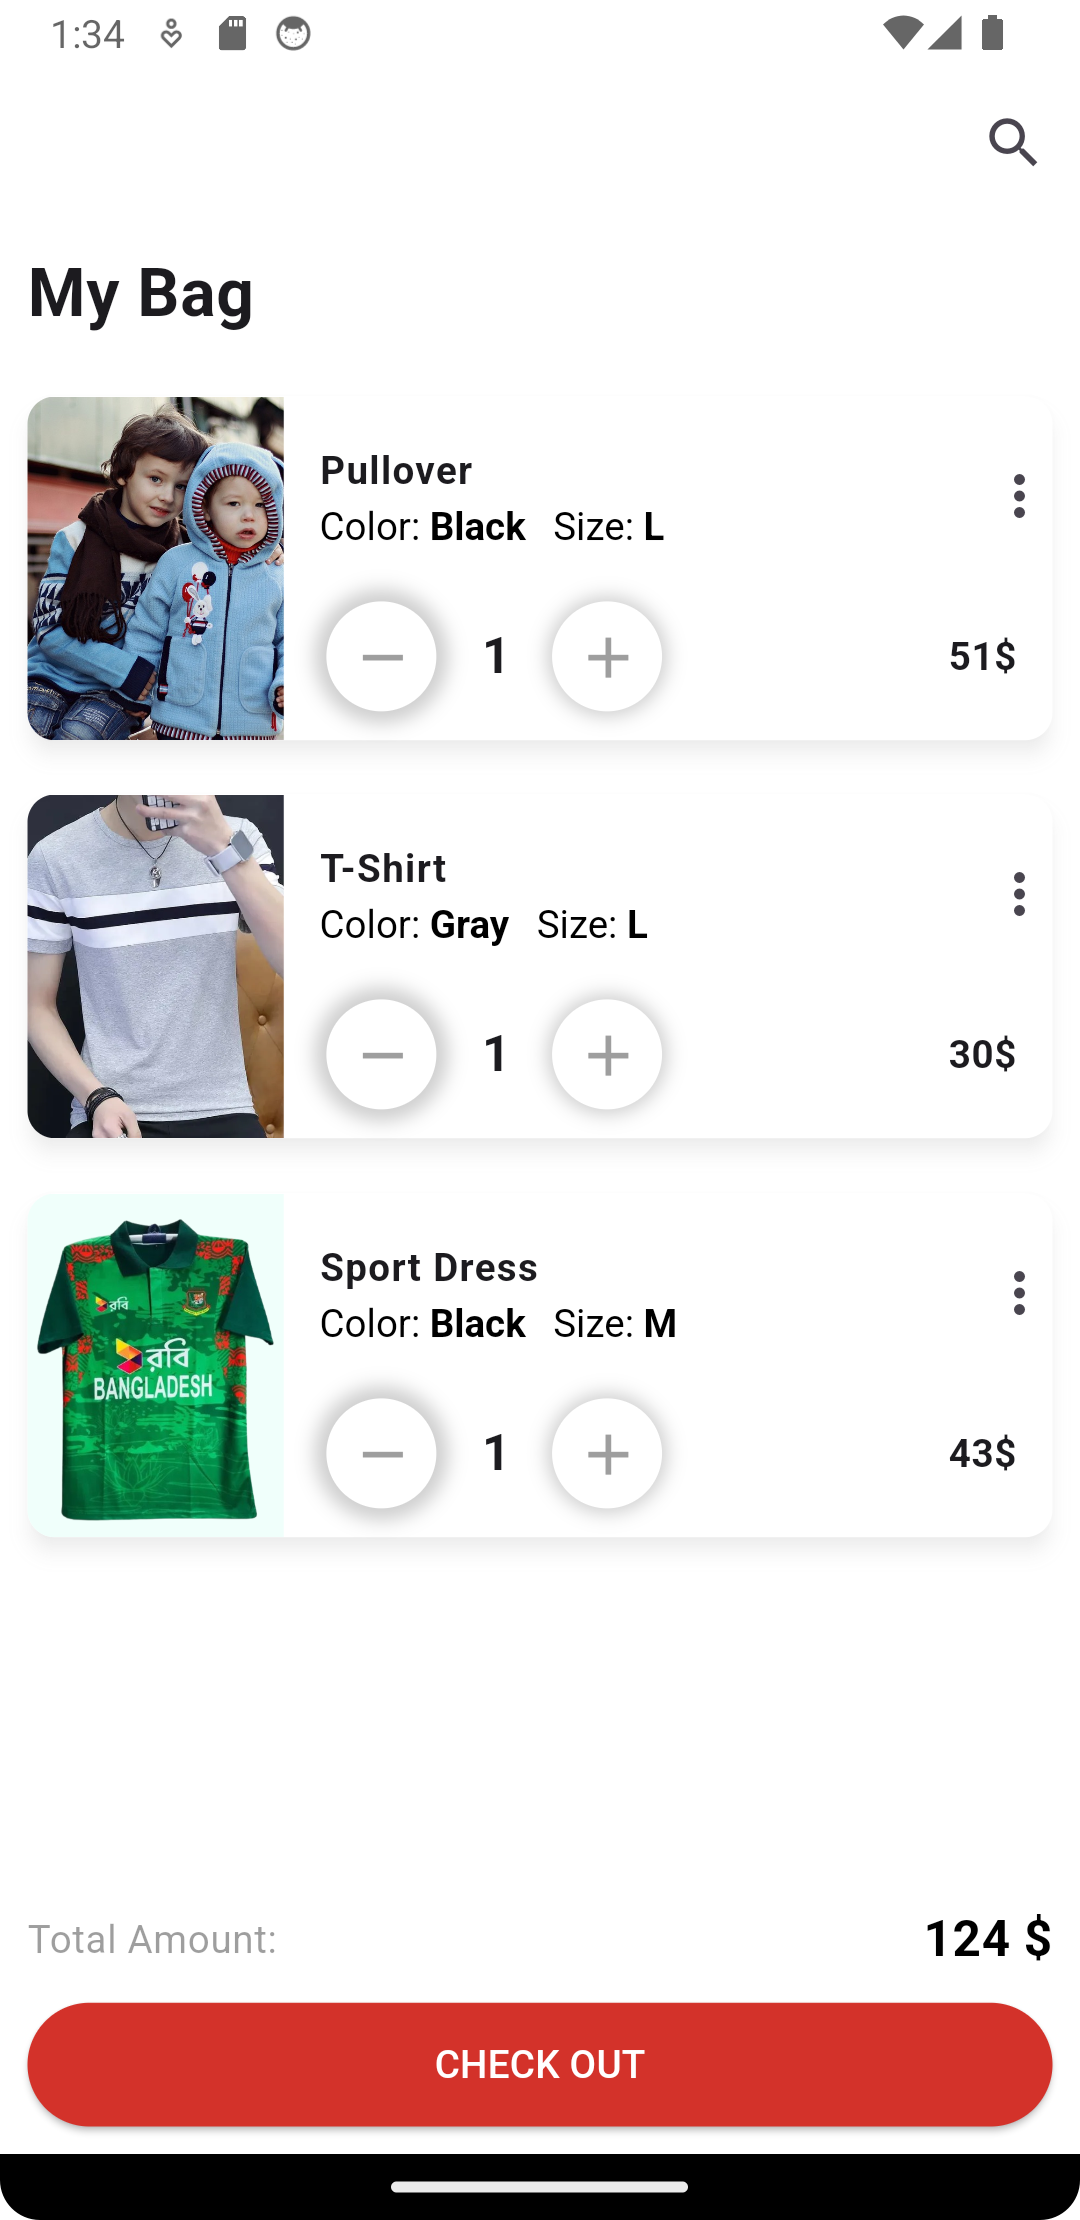 1:34
My Bag
Pullover
Color: Black Size: L
1
51$
T-Shirt
Color: Gray Size: L
1
30$
রবি
রবি
BANGLADESH
Sport Dress
Color: Black Size: M
1
43$
Total Amount:
124 $
CHECK OUT